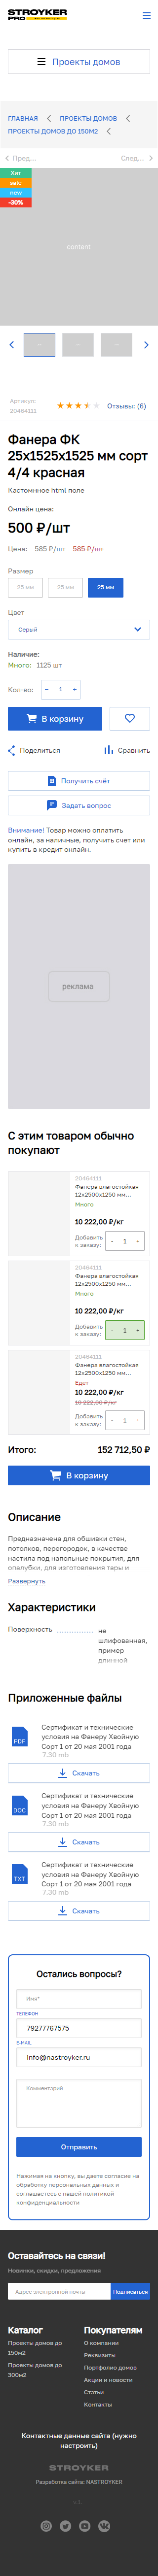 STROYKER
PRO
Проекты домов
ГЛАВНАЯ
ПРОЕКТЫ ДОМОВ
ПРОЕКТЫ ДОМОВ ДО 150М2
Пред...
След...
Хит
sale
new
-30%
content
Артикул:
20464111
Отзывы: (6)
Фанера ФК
25х1525х1525 мм сорт
4/4 красная
Кастомное html поле
Онлайн цена:
500 ₽/шт
Цена: 585 ₽/шт 585 ₽/шт
Размер
25 мм
25 мм
25 мм
Цвет
Серый
Наличие:
Много: 1125 шт
Кол-во: − 1 +
В корзину
Поделиться
Сравнить
Получить счёт
Задать вопрос
Внимание! Товар можно оплатить
онлайн, за наличные, получить счет или
купить в кредит онлайн.
реклама
С этим товаром обычно
покупают
20464111
Фанера влагостойкая
12х2500х1250 мм...
Много
10 222,00 ₽/кг
Добавить
к заказу:
- 1 +
20464111
Фанера влагостойкая
12х2500х1250 мм...
Много
10 222,00 ₽/кг
Добавить
к заказу:
- 1 +
20464111
Фанера влагостойкая
12х2500х1250 мм...
Едет
10 222,00 ₽/кг
10 222,00 ₽/кг
Добавить
к заказу:
- 1 +
Итого: 152 712,50 ₽
В корзину
Описание
Предназначена для обшивки стен,
потолков, перегородок, в качестве
настила под напольные покрытия, для
опалубки, для изготовления тары и
Развернуть
Характеристики
Поверхность
не
шлифованная,
пример
длинной
Приложенные файлы
PDF
Сертификат и технические
условия на Фанеру Хвойную
Сорт 1 от 20 мая 2001 года
7.30 mb
Скачать
DOC
Сертификат и технические
условия на Фанеру Хвойную
Сорт 1 от 20 мая 2001 года
7.30 mb
Скачать
TXT
Сертификат и технические
условия на Фанеру Хвойную
Сорт 1 от 20 мая 2001 года
7.30 mb
Скачать
Остались вопросы?
Имя*
ТЕЛЕФОН
79277767575
E-MAIL
info@nastroyker.ru
Комментарий
Отправить
Нажимая на кнопку, вы даете согласие на
обработку персональных данных и
соглашаетесь с нашей политикой
конфиденциальности
Оставайтесь на связи!
Новинки, скидки, предложения
Адрес электронной почты
Подписаться
Каталог
Проекты домов до
150м2
Проекты домов до
300м2
Покупателям
О компании
Реквизиты
Портфолио домов
Акции и новости
Статьи
Контакты
Контактные данные сайта (нужно
настроить)
STROYKER
Разработка сайта: NASTROYKER